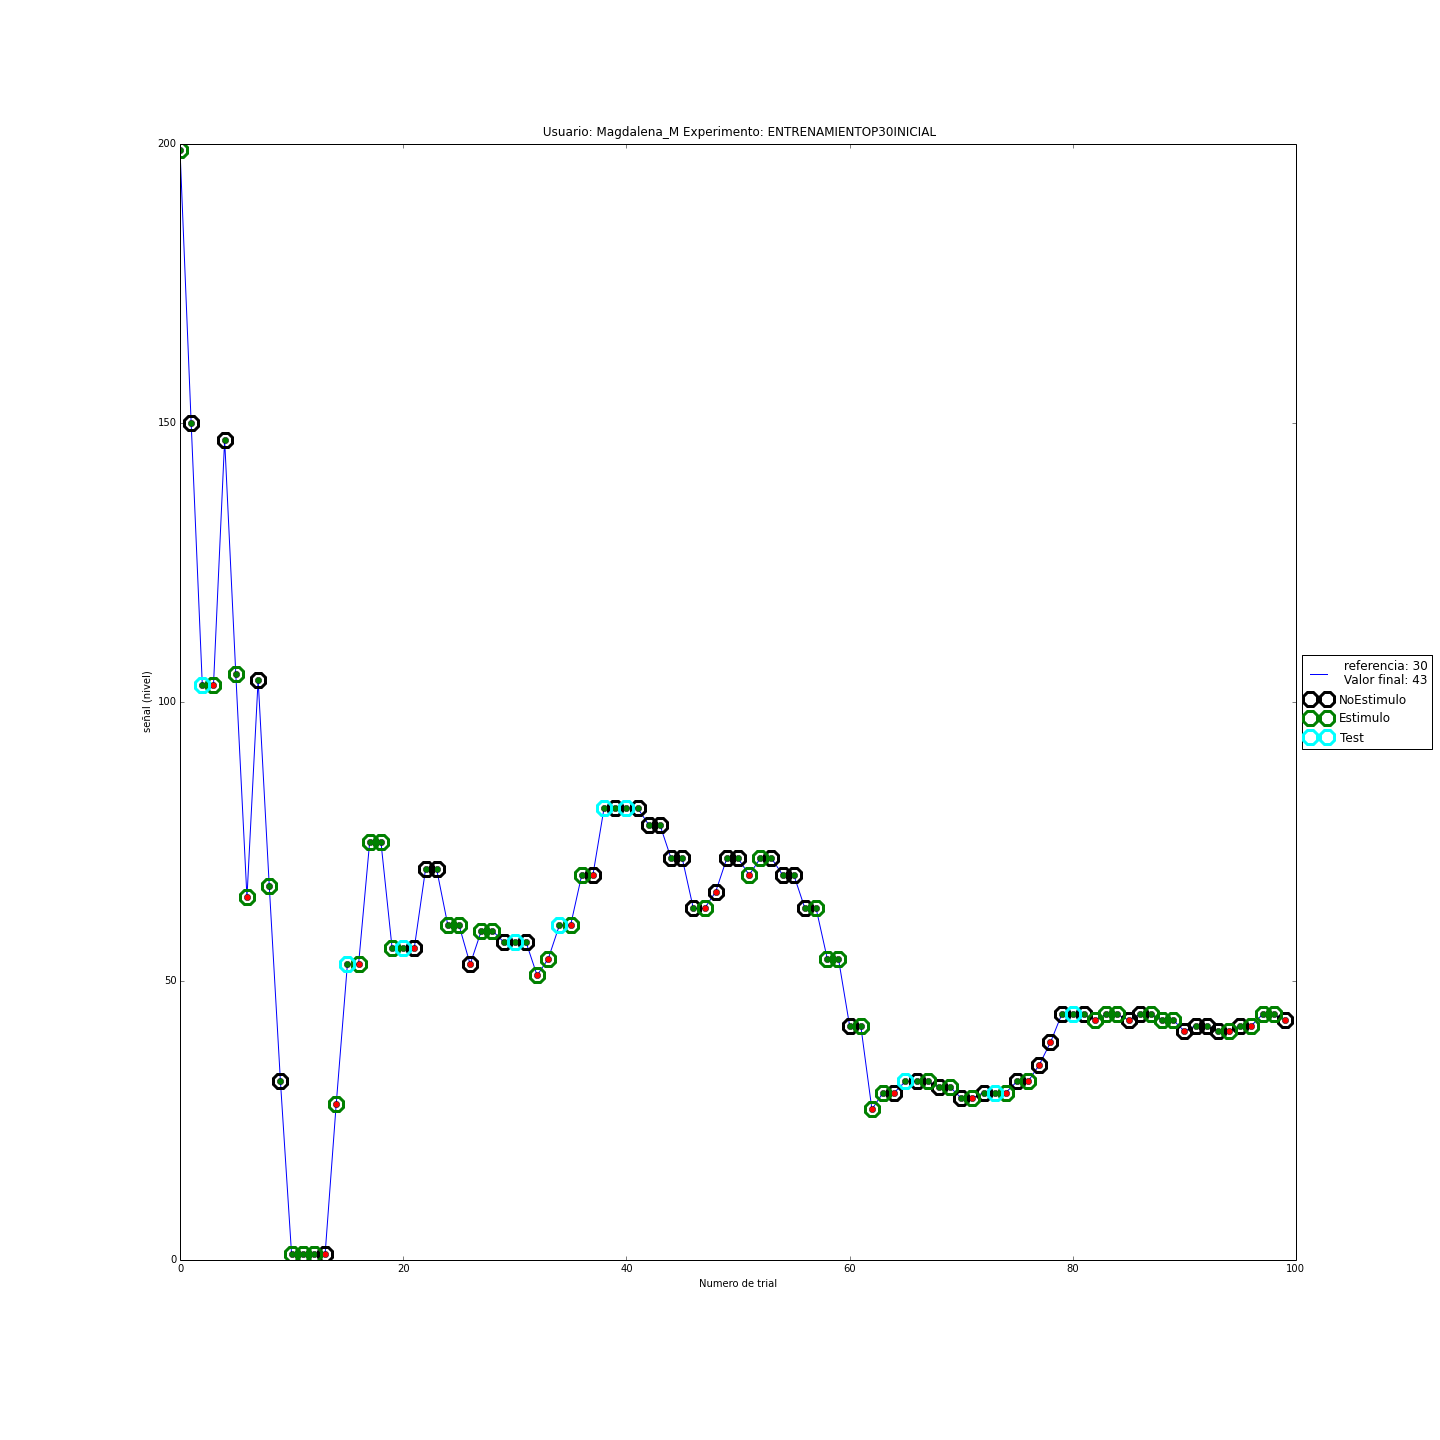 Usuario: Magdalena_M Experimento: ENTRENAMIENTOP30INICIAL
200
150
100
50
0
señal (nivel)
0 20 40 60 80 100
Numero de trial
referencia: 30
Valor final: 43
NoEstimulo
Estimulo
Test